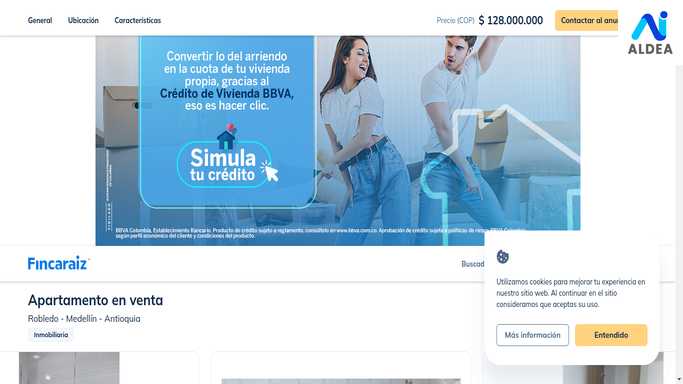 General Ubicación Características Precio (COP) $ 128.000.000 Contactar al anun
ALDEA
Convertir lo del arriendo
en la cuota de tu vivienda
propia, gracias al
Crédito de Vivienda BBVA,
eso es hacer clic.
Simula
tu crédito
BBVA Colombia, Establecimiento Bancario. Producto de crédito sujeto a reglamento, consúltelo en www.bbva.com.co. Aprobación de crédito sujeta a políticas de riesgo BBVA Colombia,
según perfil económico del cliente y condiciones del producto.
Fincaraiz Buscad
Apartamento en venta
Robledo - Medellín - Antioquia
Inmobiliaria
Utilizamos cookies para mejorar tu experiencia en
nuestro sitio web. Al continuar en el sitio
consideramos que aceptas su uso.
Más información Entendido